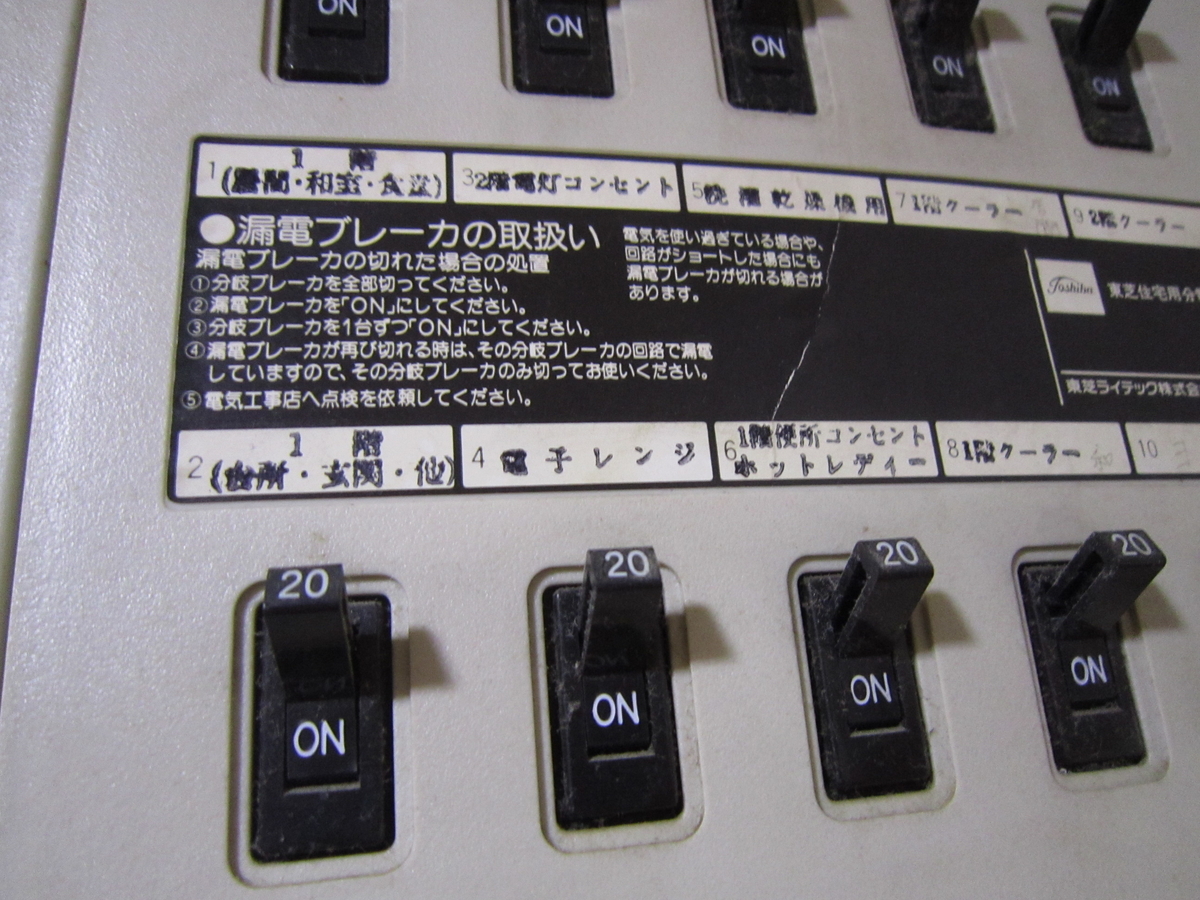 ON
ON
ON
ON
ON
1 1 階
(居間・和室・食堂)
3 2階電灯コンセント
5 洗濯乾燥機用
7 1階クーラー
9 2階クーラー
●漏電ブレーカの取扱い
漏電ブレーカの切れた場合の処置
①分岐ブレーカを全部切ってください。
②漏電ブレーカを「ON」にしてください。
③分岐ブレーカを1台ずつ「ON」にしてください。
④漏電ブレーカが再び切れる時は、その分岐ブレーカの回路で漏電
していますので、その分岐ブレーカのみ切ってお使いください。
⑤電気工事店へ点検を依頼してください。
電気を使い過ぎている場合や、
回路がショートした場合にも
漏電ブレーカが切れる場合が
あります。
Toshiba
東芝住宅用分
東芝ライテック株式会
2 1 階
(台所・玄関・他)
4 電子レンジ
6 1階便所コンセント
ホットレディー
8 1階クーラー
10
20
20
20
20
ON
ON
ON
ON